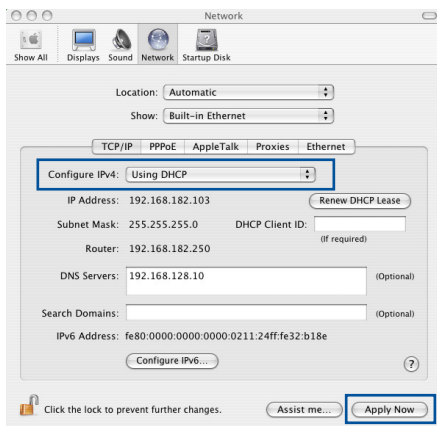 Network
Show All Displays Sound Network Startup Disk
Location: Automatic
Show: Built-in Ethernet
TCP/IP PPPoE AppleTalk Proxies Ethernet
Configure IPv4: Using DHCP
IP Address: 192.168.182.103 Renew DHCP Lease
Subnet Mask: 255.255.255.0 DHCP Client ID:
(If required)
Router: 192.168.182.250
DNS Servers: 192.168.128.10 (Optional)
Search Domains: (Optional)
IPv6 Address: fe80:0000:0000:0000:0211:24ff:fe32:b18e
Configure IPv6... ?
Click the lock to prevent further changes. Assist me... Apply Now